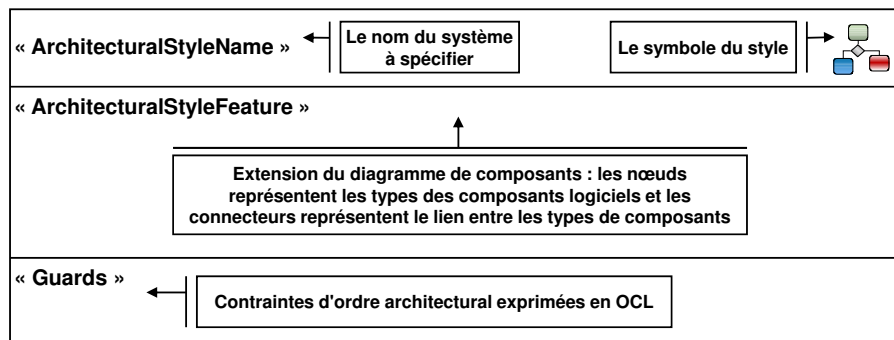 « ArchitecturalStyleName »
Le nom du système
à spécifier
Le symbole du style
« ArchitecturalStyleFeature »
Extension du diagramme de composants : les nœuds
représentent les types des composants logiciels et les
connecteurs représentent le lien entre les types de composants
« Guards »
Contraintes d'ordre architectural exprimées en OCL